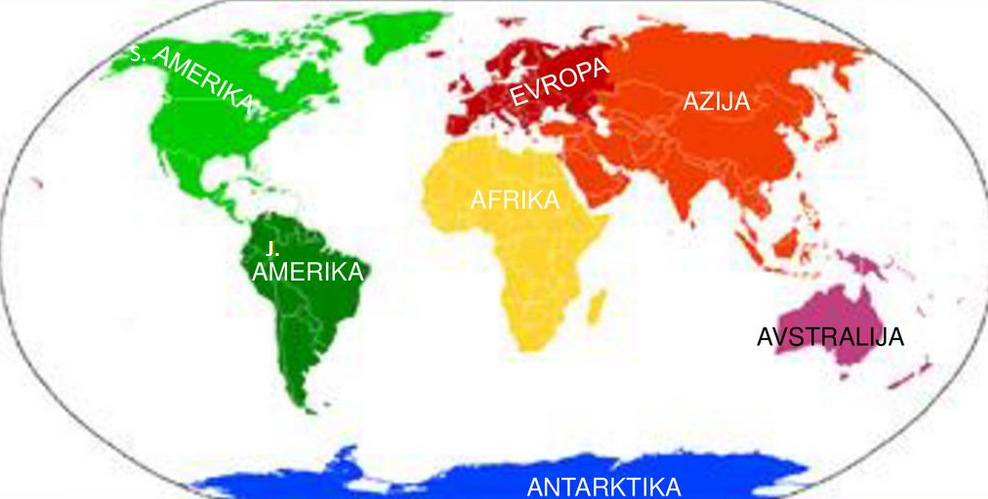 S. AMERIKA
EVROPA
AZIJA
AFRIKA
J.
AMERIKA
AVSTRALIJA
ANTARKTIKA